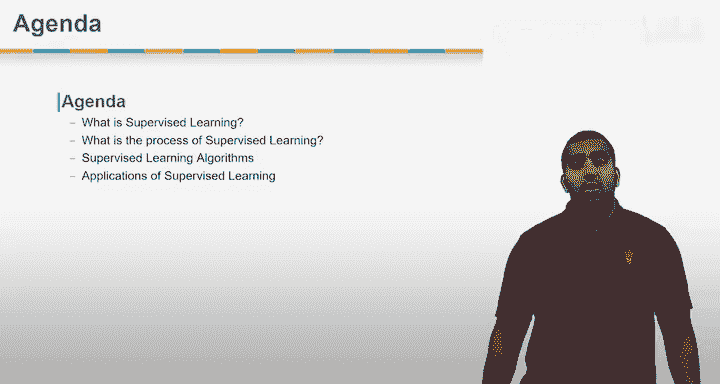 Agenda
Agenda
– What is Supervised Learning?
– What is the process of Supervised Learning?
– Supervised Learning Algorithms
– Applications of Supervised Learning